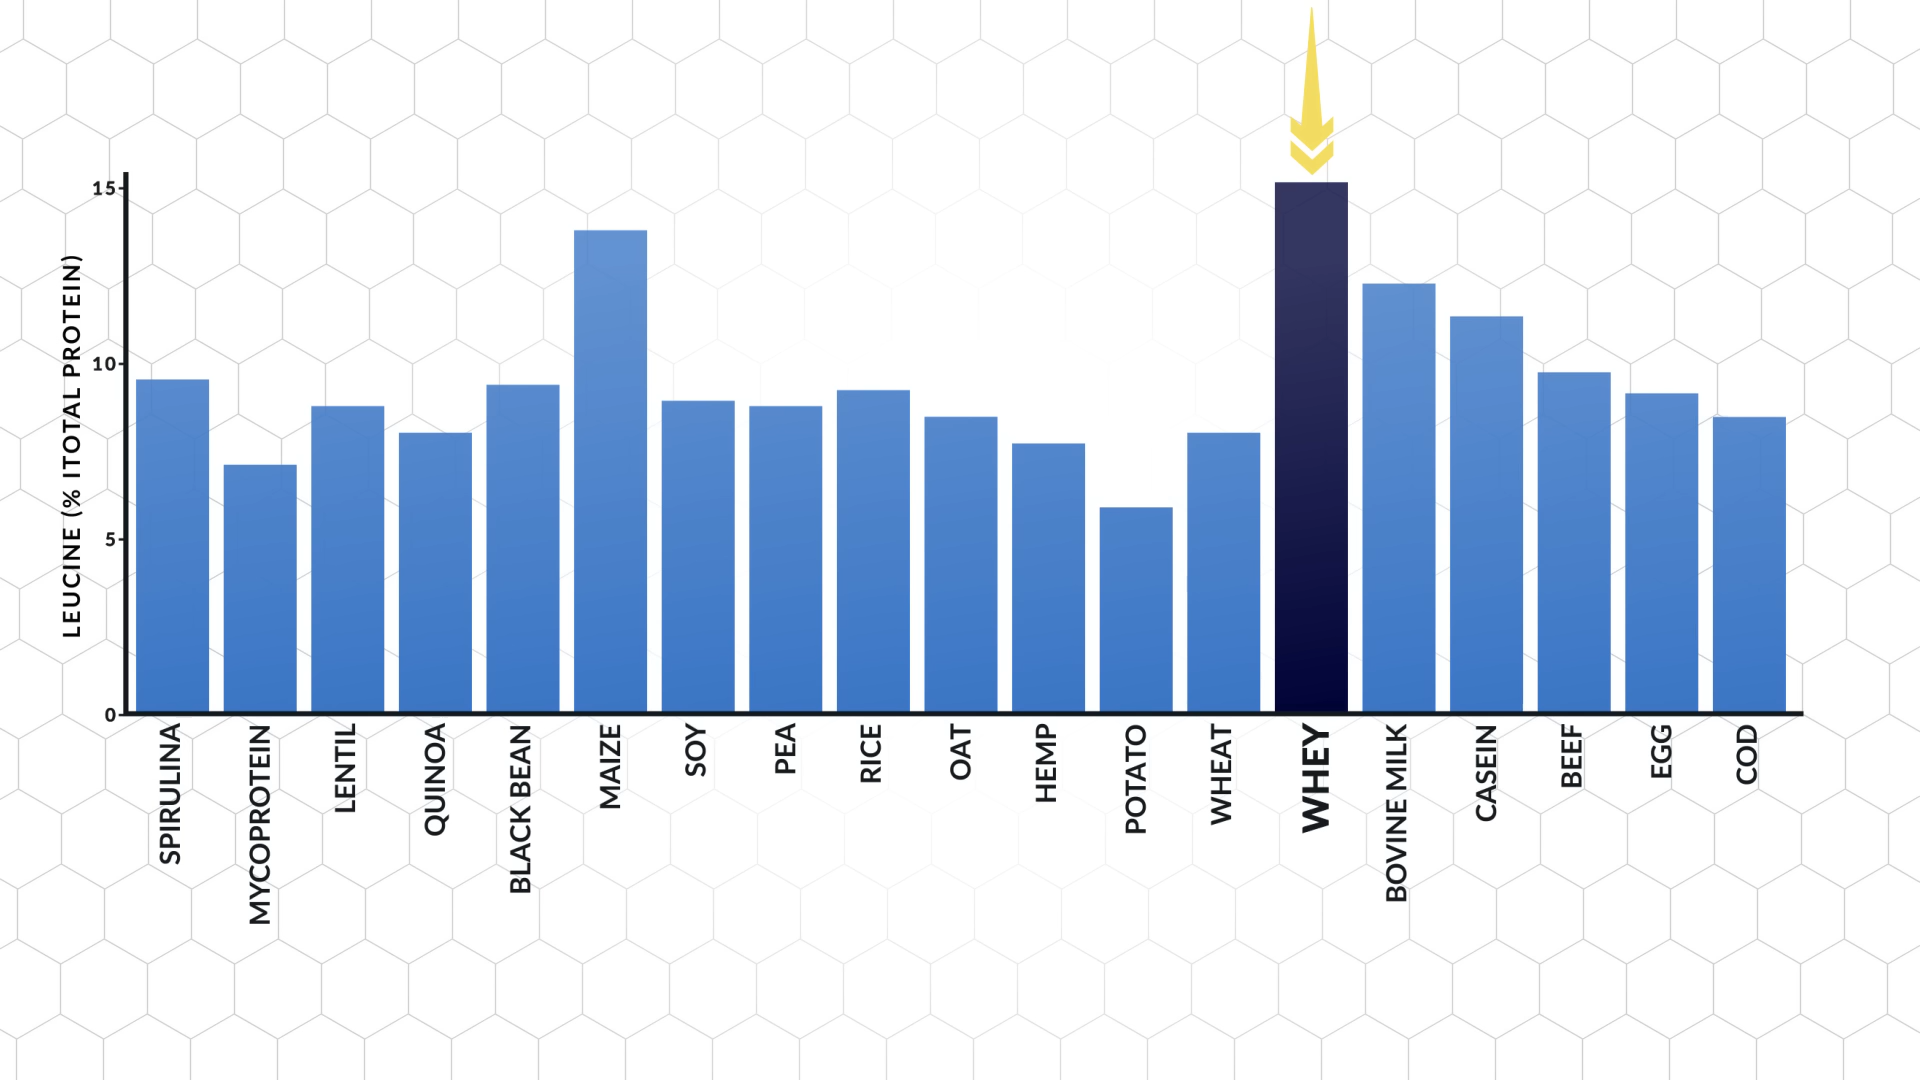 LEUCINE (% ITOTAL PROTEIN)
15
10
5
0
SPIRULINA
MYCOPROTEIN
LENTIL
QUINOA
BLACK BEAN
MAIZE
SOY
PEA
RICE
OAT
HEMP
POTATO
WHEAT
WHEY
BOVINE MILK
CASEIN
BEEF
EGG
COD